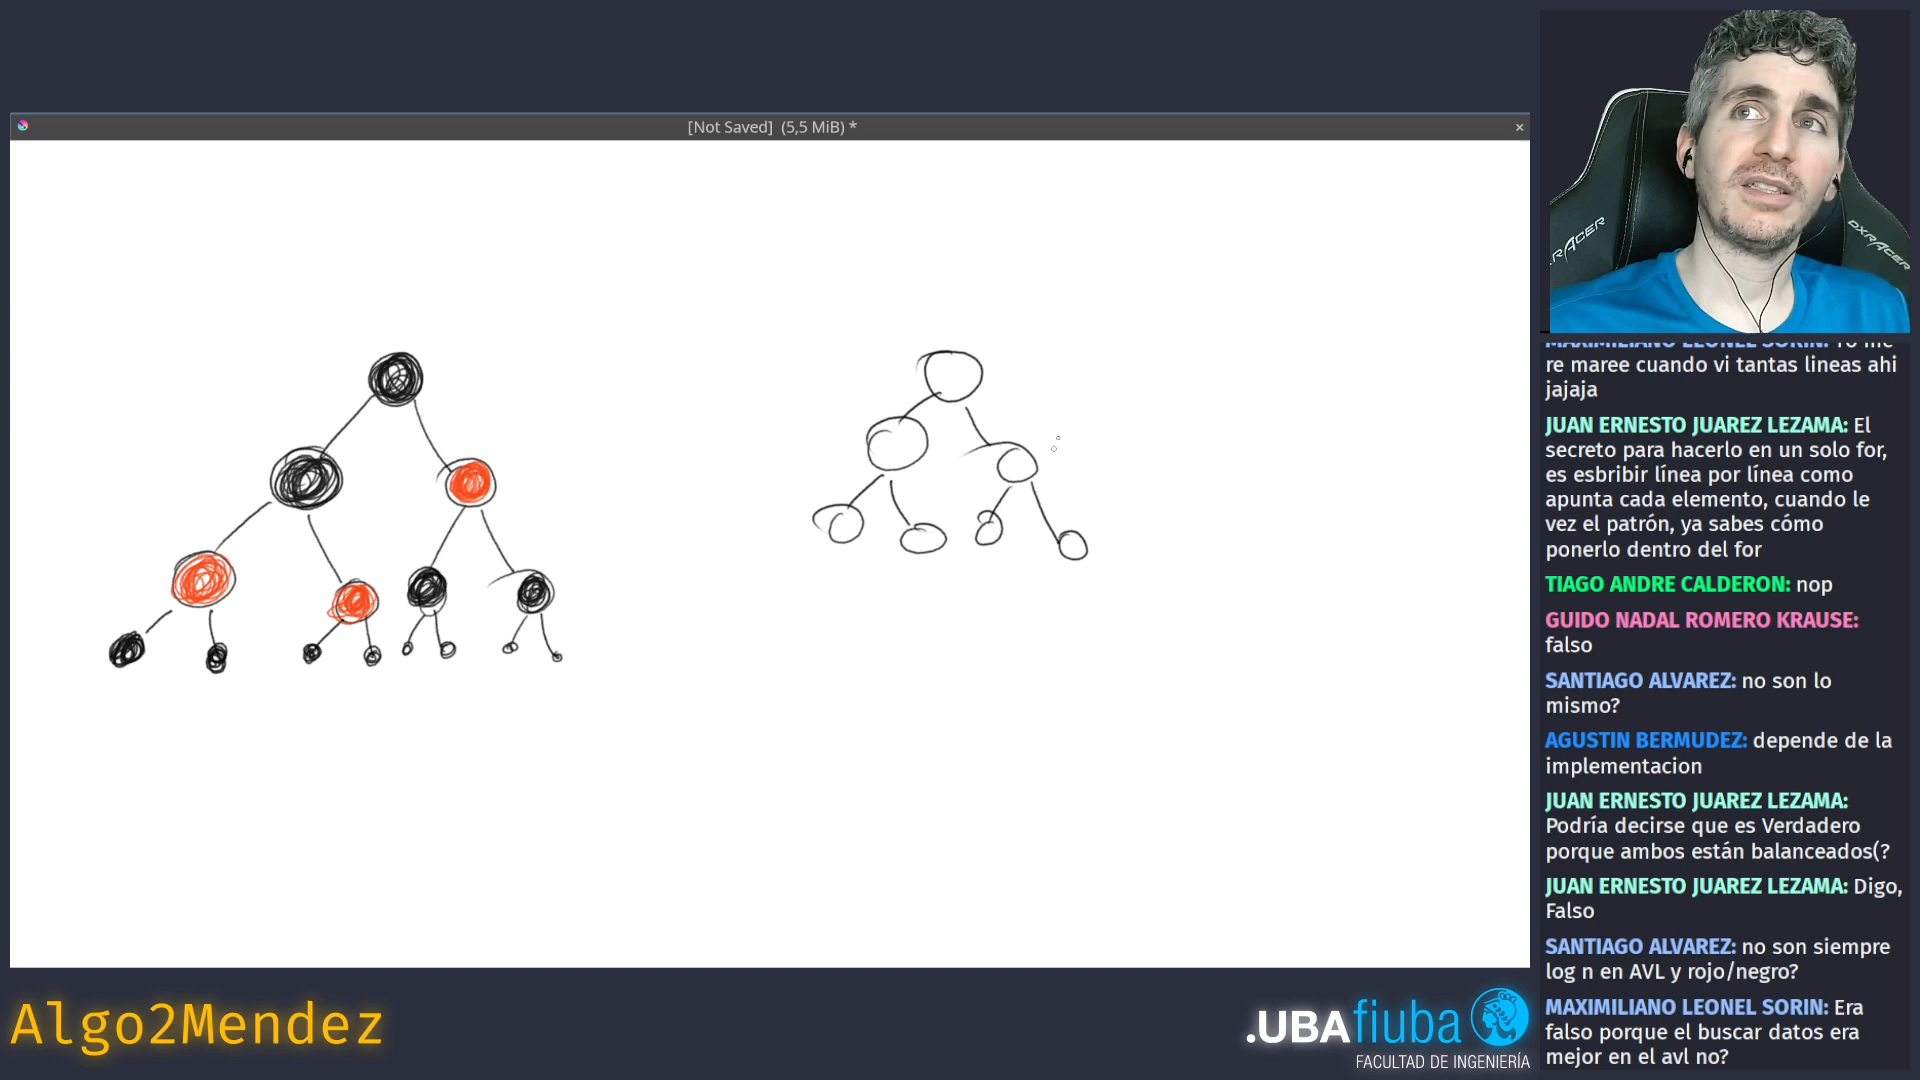 [Not Saved] (5,5 MiB) *
×
DXRACER
MAXIMILIANO LEONEL SORIN: Yo me
re maree cuando vi tantas lineas ahi
jajaja
JUAN ERNESTO JUAREZ LEZAMA: El
secreto para hacerlo en un solo for,
es esbribir línea por línea como
apunta cada elemento, cuando le
vez el patrón, ya sabes cómo
ponerlo dentro del for
TIAGO ANDRE CALDERON: nop
GUIDO NADAL ROMERO KRAUSE:
falso
SANTIAGO ALVAREZ: no son lo
mismo?
AGUSTIN BERMUDEZ: depende de la
implementacion
JUAN ERNESTO JUAREZ LEZAMA:
Podría decirse que es Verdadero
porque ambos están balanceados(?
JUAN ERNESTO JUAREZ LEZAMA: Digo,
Falso
SANTIAGO ALVAREZ: no son siempre
log n en AVL y rojo/negro?
MAXIMILIANO LEONEL SORIN: Era
falso porque el buscar datos era
mejor en el avl no?
Algo2Mendez
.UBAfiuba
FACULTAD DE INGENIERÍA